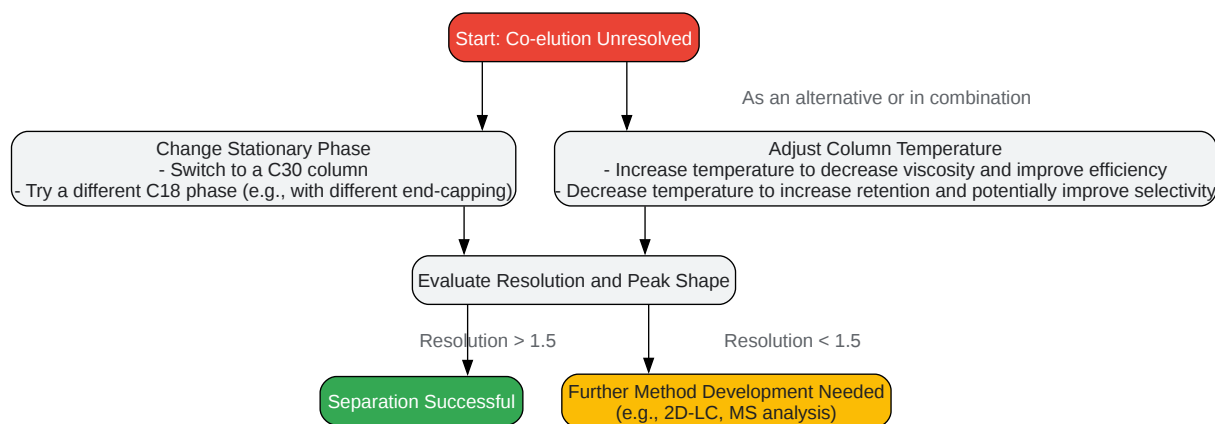 Start: Co-elution Unresolved
As an alternative or in combination
Change Stationary Phase
- Switch to a C30 column
- Try a different C18 phase (e.g., with different end-capping)
Adjust Column Temperature
- Increase temperature to decrease viscosity and improve efficiency
- Decrease temperature to increase retention and potentially improve selectivity
Evaluate Resolution and Peak Shape
Resolution > 1.5
Resolution < 1.5
Separation Successful
Further Method Development Needed
(e.g., 2D-LC, MS analysis)